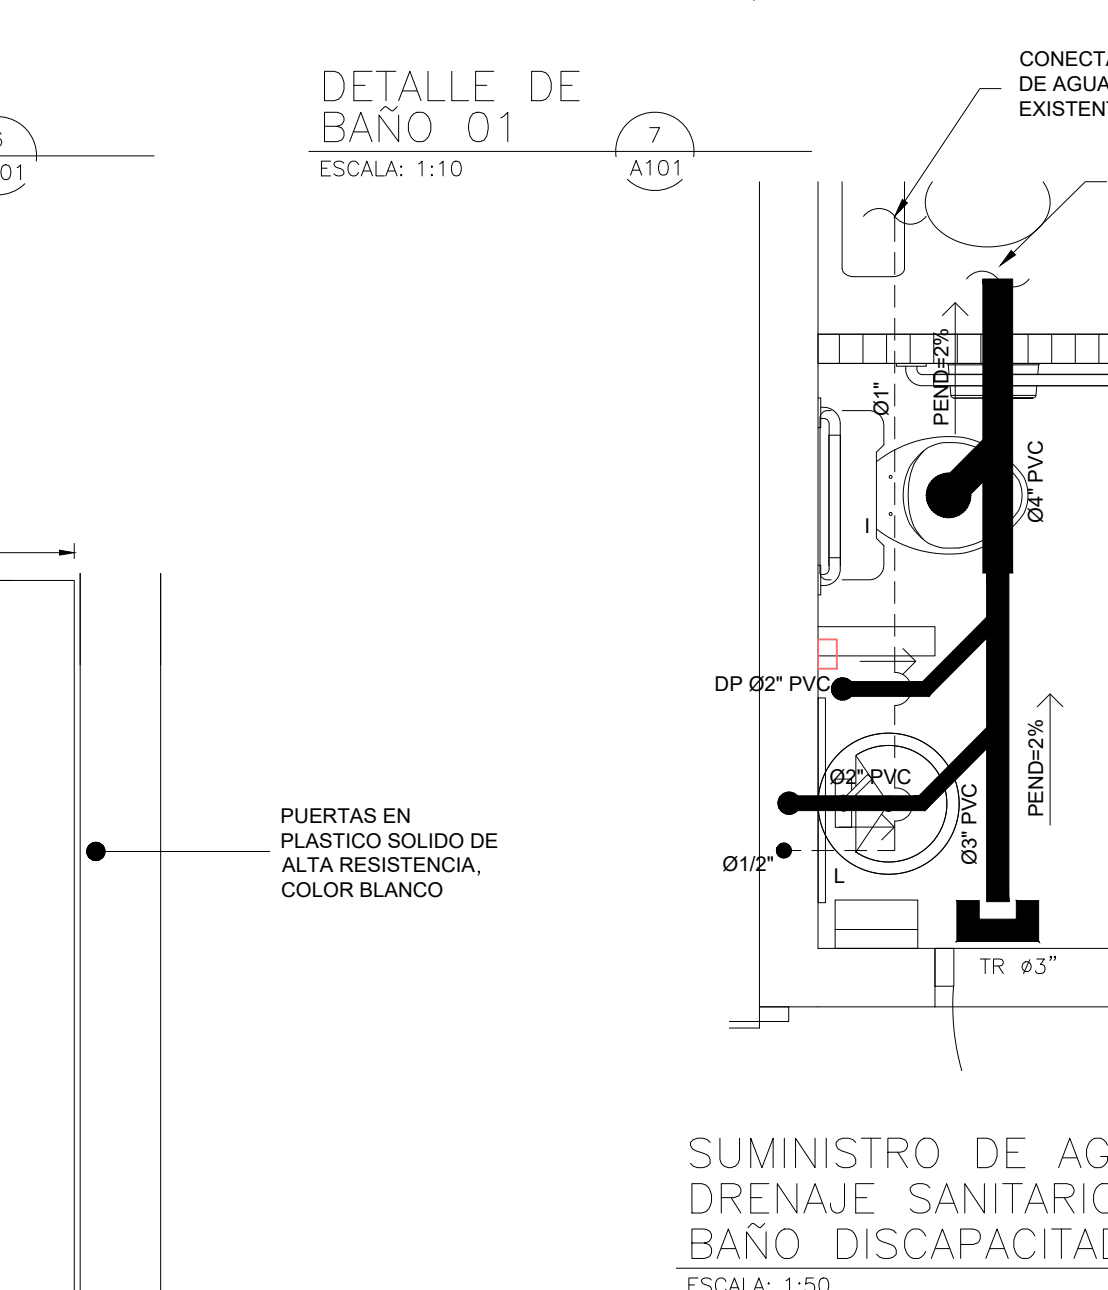 DETALLE DE
BAÑO 01
ESCALA: 1:10
7
A101
01
DE AGUA
PEND=2%
Ø1"
Ø4" PVC
I
DP Ø2" PVC
Ø2" PVC
Ø1/2"
L
Ø3" PVC
PEND=2%
TR ø3"
PUERTAS EN
PLASTICO SOLIDO DE
ALTA RESISTENCIA,
COLOR BLANCO
SUMINISTRO DE AG
DRENAJE SANITARIO
BAÑO DISCAPACITAD
ESCALA: 1:50